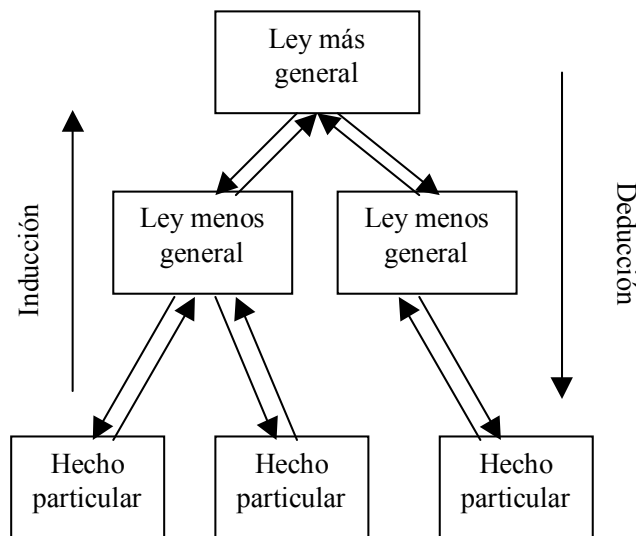 Ley más
general
Inducción
Ley menos
general
Ley menos
general
Deducción
Hecho
particular
Hecho
particular
Hecho
particular